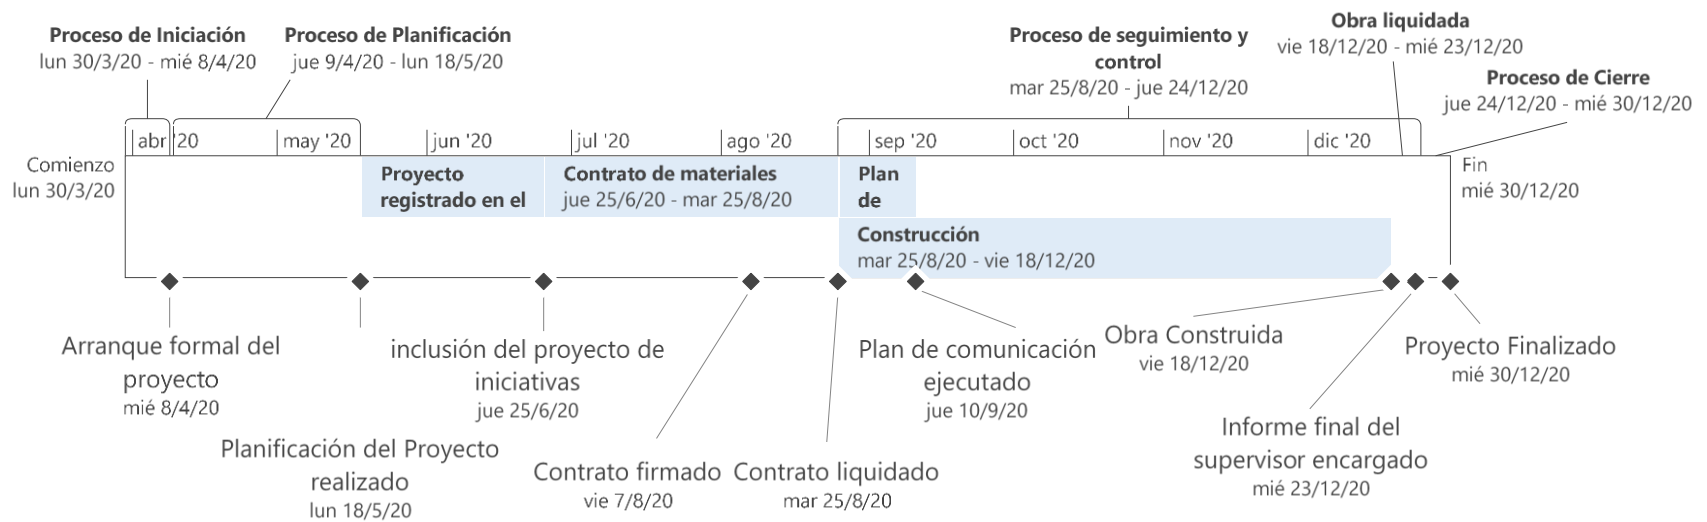 Proceso de Iniciación
lun 30/3/20 - mié 8/4/20
Proceso de Planificación
jue 9/4/20 - lun 18/5/20
Proceso de seguimiento y
control
mar 25/8/20 - jue 24/12/20
Obra liquidada
vie 18/12/20 - mié 23/12/20
Proceso de Cierre
jue 24/12/20 - mié 30/12/20
abr '20
may '20
jun '20
jul '20
ago '20
sep '20
oct '20
nov '20
dic '20
Comienzo
lun 30/3/20
Fin
mié 30/12/20
Proyecto
registrado en el
Contrato de materiales
jue 25/6/20 - mar 25/8/20
Plan
de
Construcción
mar 25/8/20 - vie 18/12/20
Arranque formal del
proyecto
mié 8/4/20
Planificación del Proyecto
realizado
lun 18/5/20
inclusión del proyecto de
iniciativas
jue 25/6/20
Contrato firmado
vie 7/8/20
Contrato liquidado
mar 25/8/20
Plan de comunicación
ejecutado
jue 10/9/20
Obra Construida
vie 18/12/20
Informe final del
supervisor encargado
mié 23/12/20
Proyecto Finalizado
mié 30/12/20